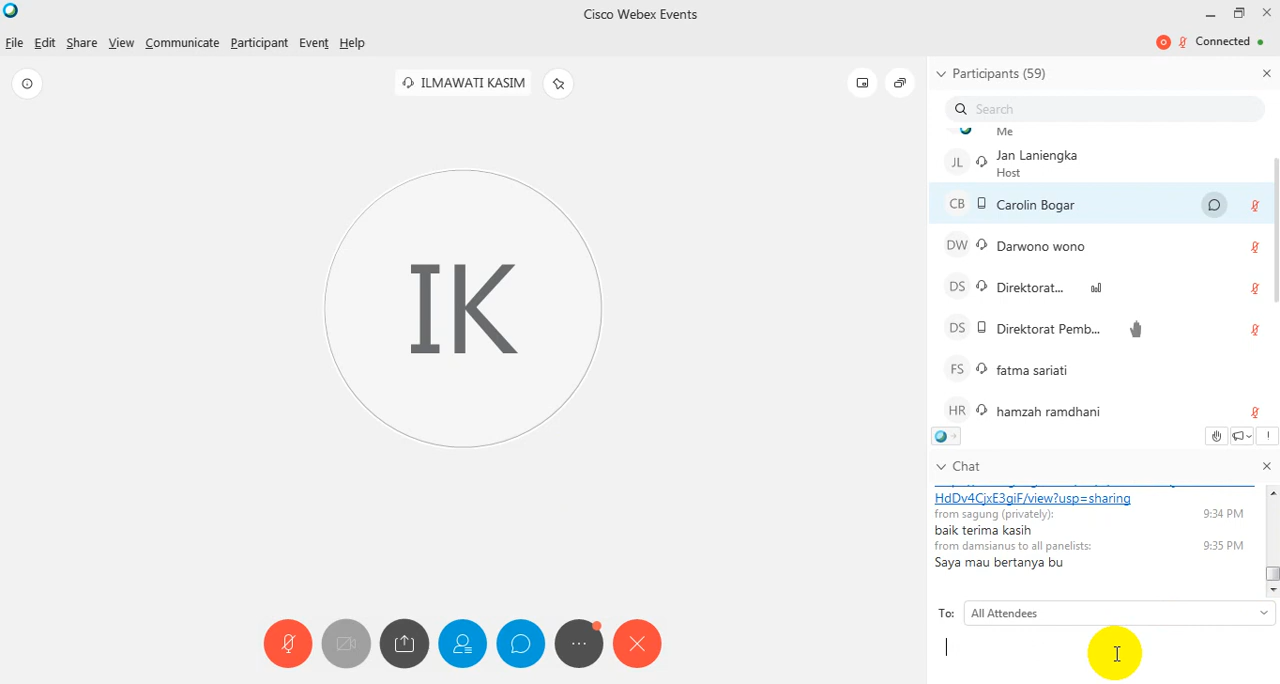 Cisco Webex Events
File Edit Share View Communicate Participant Event Help
Connected
ILMAWATI KASIM
IK
Participants (59)
Search
Me
JL Jan Laniengka
Host
CB Carolin Bogar
DW Darwono wono
DS Direktorat...
DS Direktorat Pemb...
FS fatma sariati
HR hamzah ramdhani
Chat
HdDv4CjxE3giF/view?usp=sharing
from sagung (privately): 9:34 PM
baik terima kasih
from damsianus to all panelists: 9:35 PM
Saya mau bertanya bu
To: All Attendees